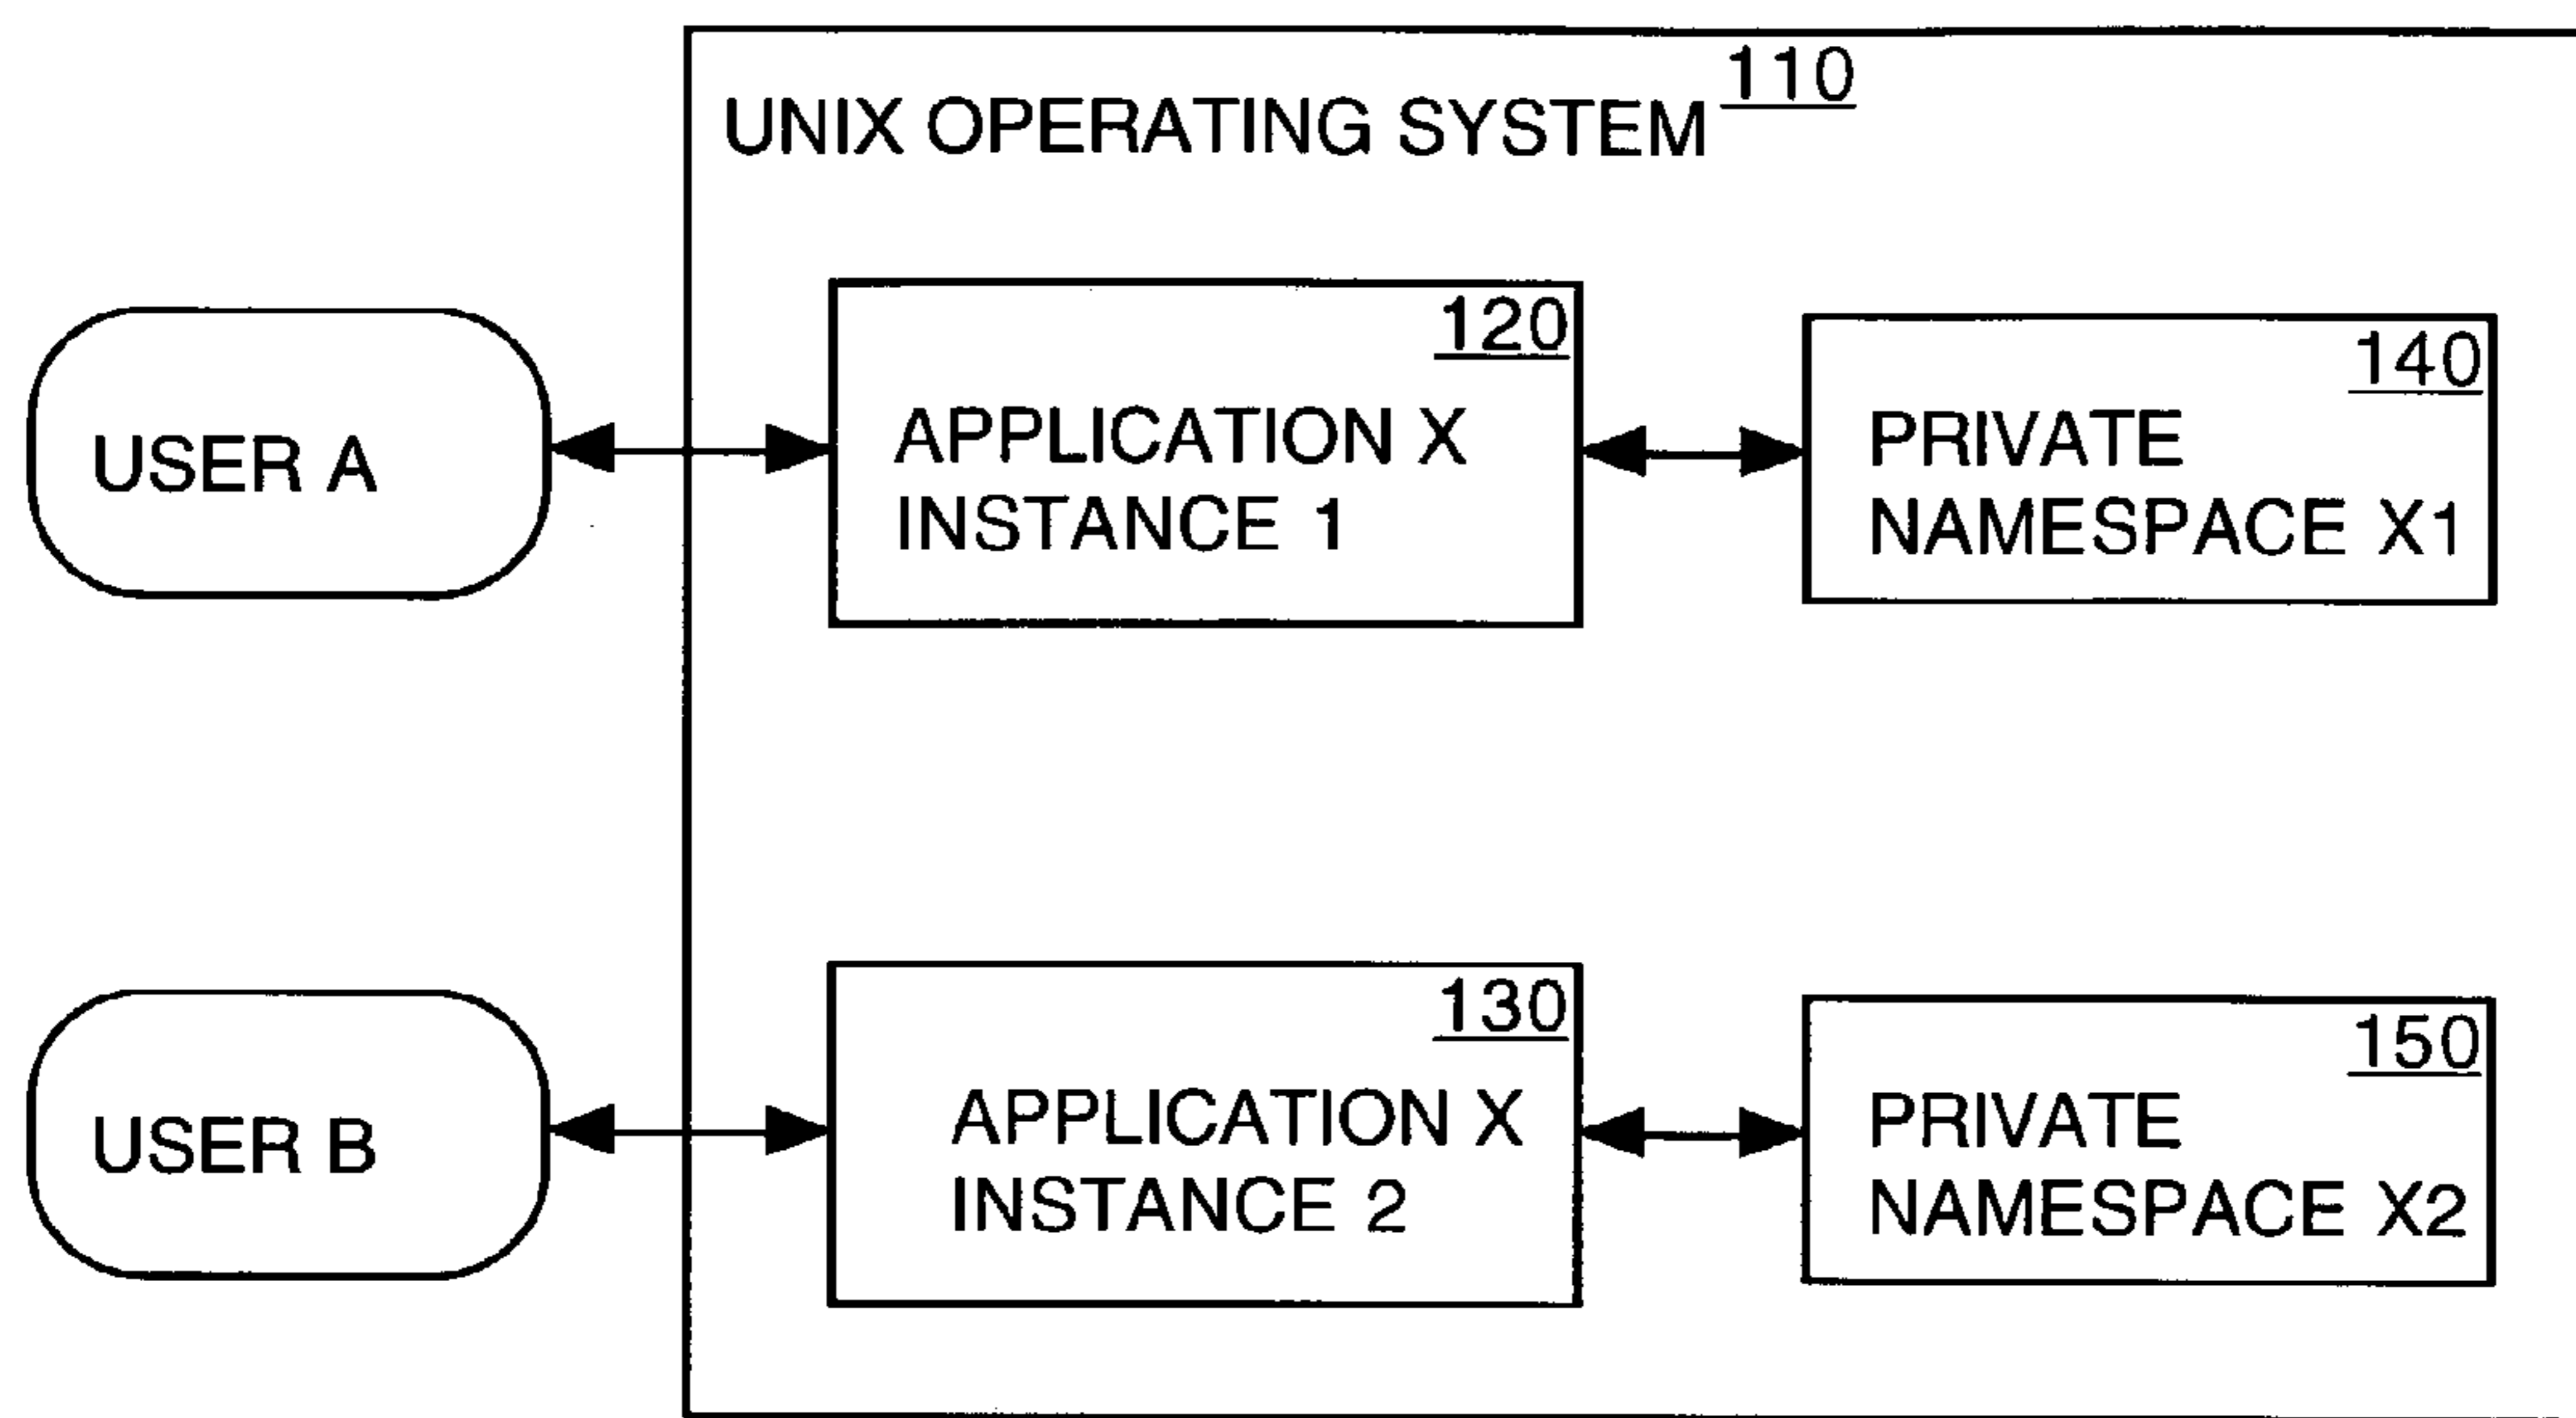 UNIX OPERATING SYSTEM 110
USER A
120
APPLICATION X
INSTANCE 1
140
PRIVATE
NAMESPACE X1
USER B
130
APPLICATION X
INSTANCE 2
150
PRIVATE
NAMESPACE X2